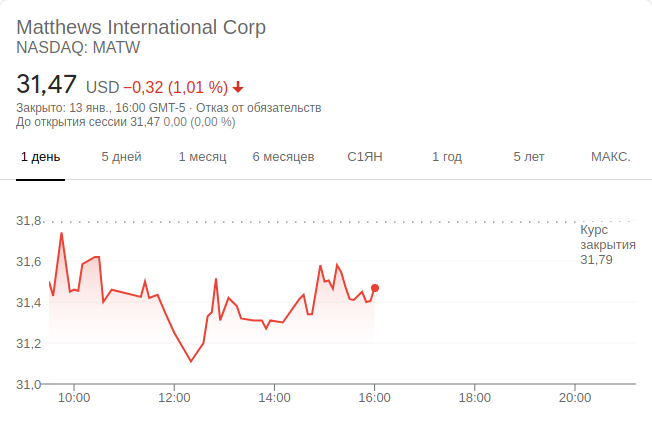 Matthews International Corp
NASDAQ: MATW
31,47 USD −0,32 (1,01 %)
Закрыто: 13 янв., 16:00 GMT-5 · Отказ от обязательств
До открытия сессии 31,47 0,00 (0,00 %)
1 день 5 дней 1 месяц 6 месяцев С1ЯН 1 год 5 лет МАКС.
31,8
Курс
закрытия
31,79
31,6
31,4
31,2
31,0
10:00 12:00 14:00 16:00 18:00 20:00